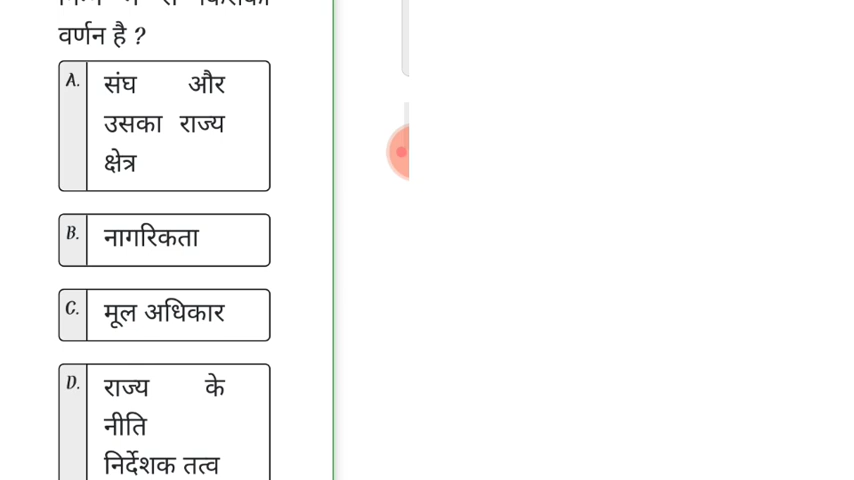 वर्णन है ?
A. संघ और
उसका राज्य
क्षेत्र
B. नागरिकता
C. मूल अधिकार
D. राज्य के
नीति
निर्देशक तत्व